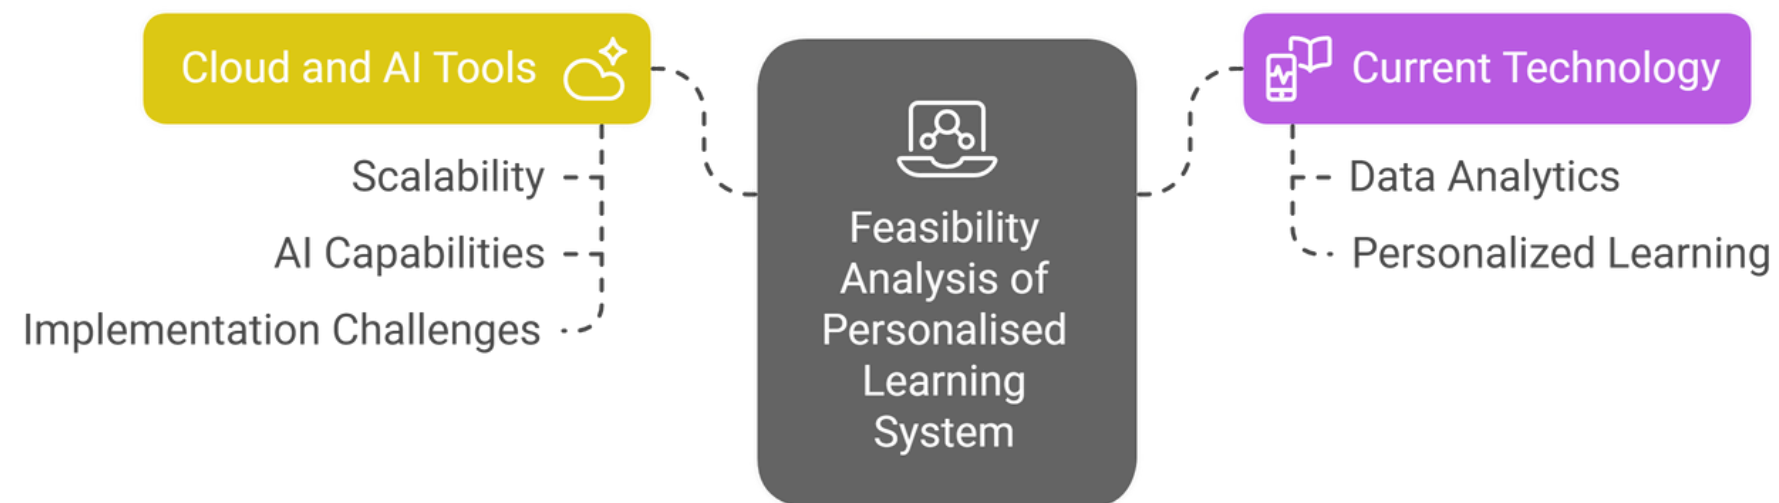 Cloud and AI Tools
Scalability
AI Capabilities
Implementation Challenges
Feasibility
Analysis of
Personalised
Learning
System
Current Technology
Data Analytics
Personalized Learning